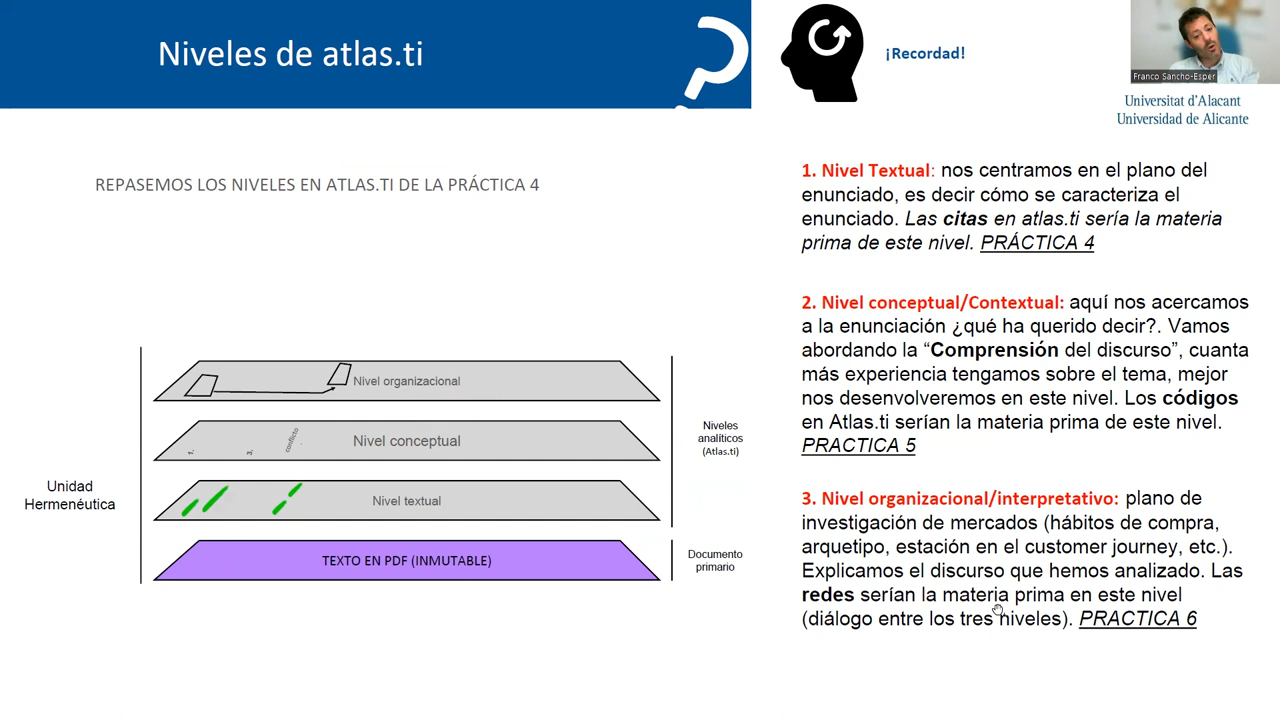 Niveles de atlas.ti
¡Recordad!
Franco Sancho-Esper
Universitat d'Alacant
Universidad de Alicante
REPASEMOS LOS NIVELES EN ATLAS.TI DE LA PRÁCTICA 4
Nivel organizacional
1.
3.
conflicto
Nivel conceptual
Nivel textual
TEXTO EN PDF (INMUTABLE)
Unidad
Hermenéutica
Niveles
analíticos
(Atlas.ti)
Documento
primario
1. Nivel Textual: nos centramos en el plano del
enunciado, es decir cómo se caracteriza el
enunciado. Las citas en atlas.ti sería la materia
prima de este nivel. PRÁCTICA 4
2. Nivel conceptual/Contextual: aquí nos acercamos
a la enunciación ¿qué ha querido decir?. Vamos
abordando la “Comprensión del discurso”, cuanta
más experiencia tengamos sobre el tema, mejor
nos desenvolveremos en este nivel. Los códigos
en Atlas.ti serían la materia prima de este nivel.
PRACTICA 5
3. Nivel organizacional/interpretativo: plano de
investigación de mercados (hábitos de compra,
arquetipo, estación en el customer journey, etc.).
Explicamos el discurso que hemos analizado. Las
redes serían la materia prima en este nivel
(diálogo entre los tres niveles). PRACTICA 6